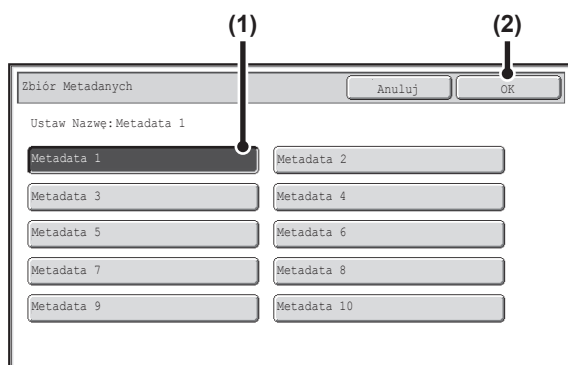 (1) (2)
Zbiór Metadanych Anuluj OK
Ustaw Nazwę: Metadata 1
Metadata 1 Metadata 2
Metadata 3 Metadata 4
Metadata 5 Metadata 6
Metadata 7 Metadata 8
Metadata 9 Metadata 10